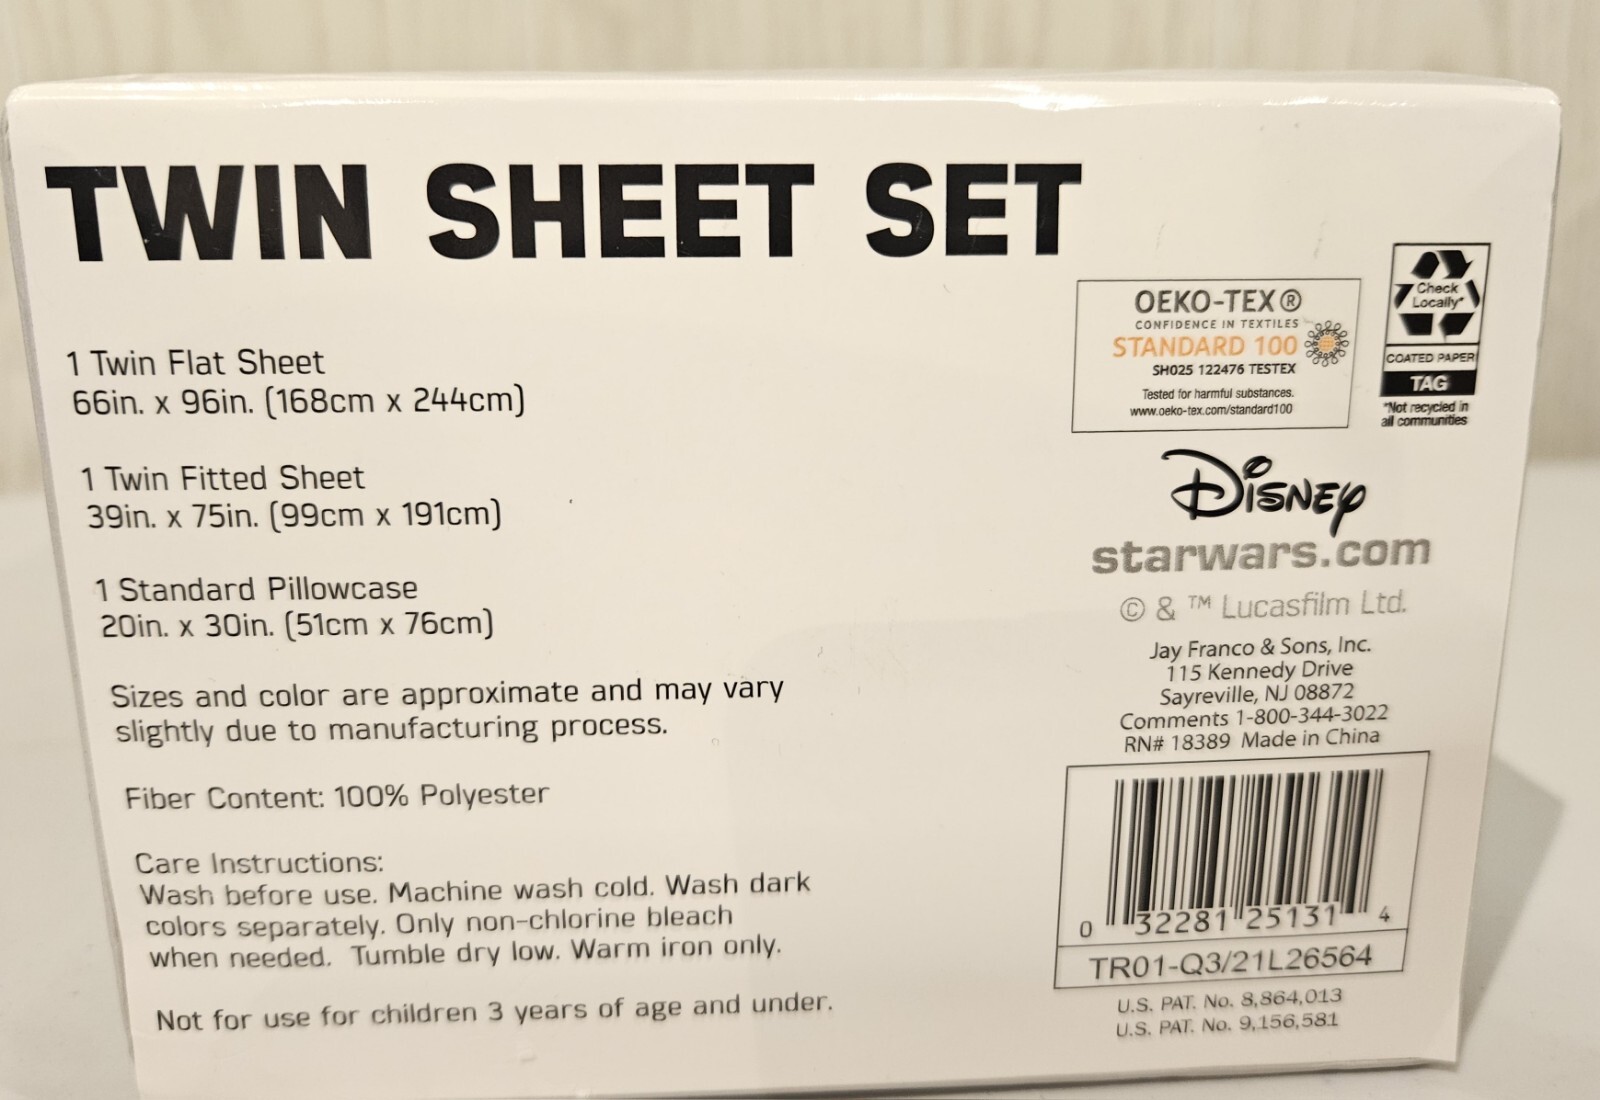 TWIN SHEET SET
1 Twin Flat Sheet
66in. x 96in. (168cm x 244cm)
1 Twin Fitted Sheet
39in. x 75in. (99cm x 191cm)
1 Standard Pillowcase
20in. x 30in. (51cm x 76cm)
Sizes and color are approximate and may vary
slightly due to manufacturing process.
Fiber Content: 100% Polyester
Care Instructions:
Wash before use. Machine wash cold. Wash dark
colors separately. Only non-chlorine bleach
when needed. Tumble dry low. Warm iron only.
Not for use for children 3 years of age and under.
OEKO-TEX®
CONFIDENCE IN TEXTILES
STANDARD 100
SH025 122476 TESTEX
Tested for harmful substances.
www.oeko-tex.com/standard100
Check
Locally*
COATED PAPER
TAG
*Not recycled in
all communities
Disney
starwars.com
© & ™ Lucasfilm Ltd.
Jay Franco & Sons, Inc.
115 Kennedy Drive
Sayreville, NJ 08872
Comments 1-800-344-3022
RN# 18389 Made in China
0 32281 25131 4
TR01-Q3/21L26564
U.S. PAT. No. 8,864,013
U.S. PAT. No. 9,156,581